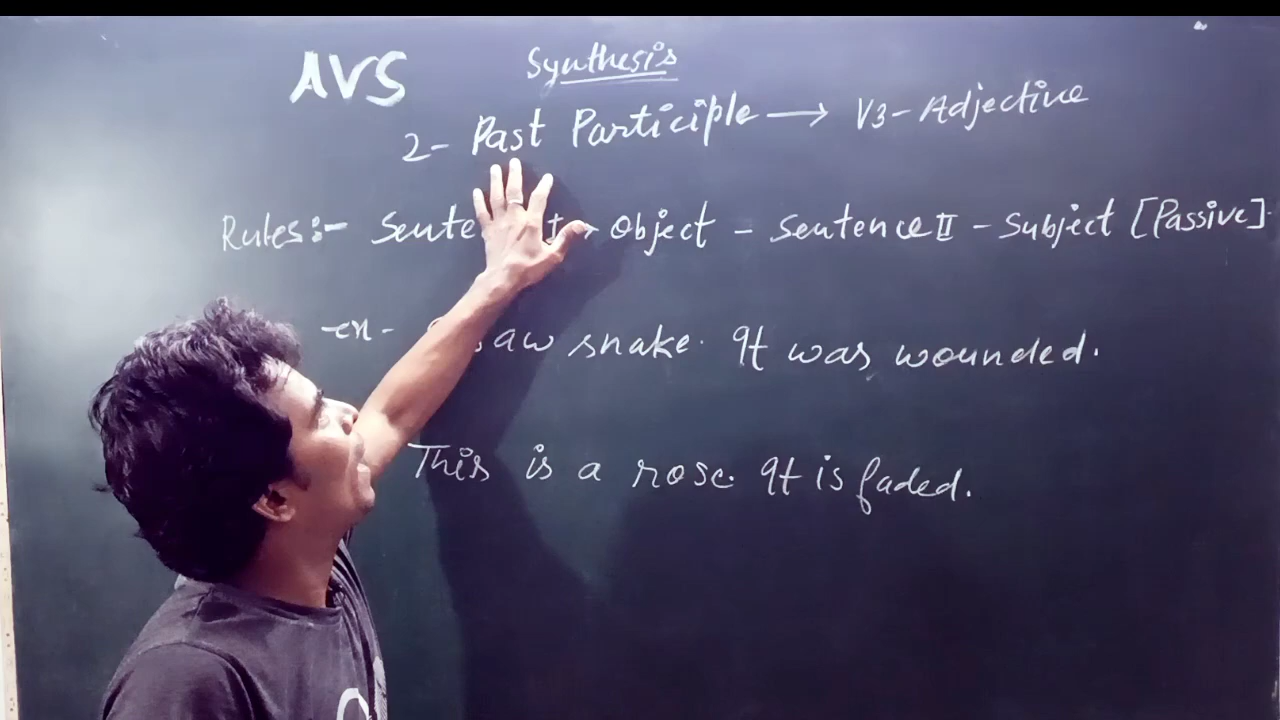 AVS
Synthesis
2- Past Participle → V3-Adjective
Rules:- Sente Object - Sentence II - Subject [Passive]
ex- saw snake. It was wounded.
This is a rose. It is faded.